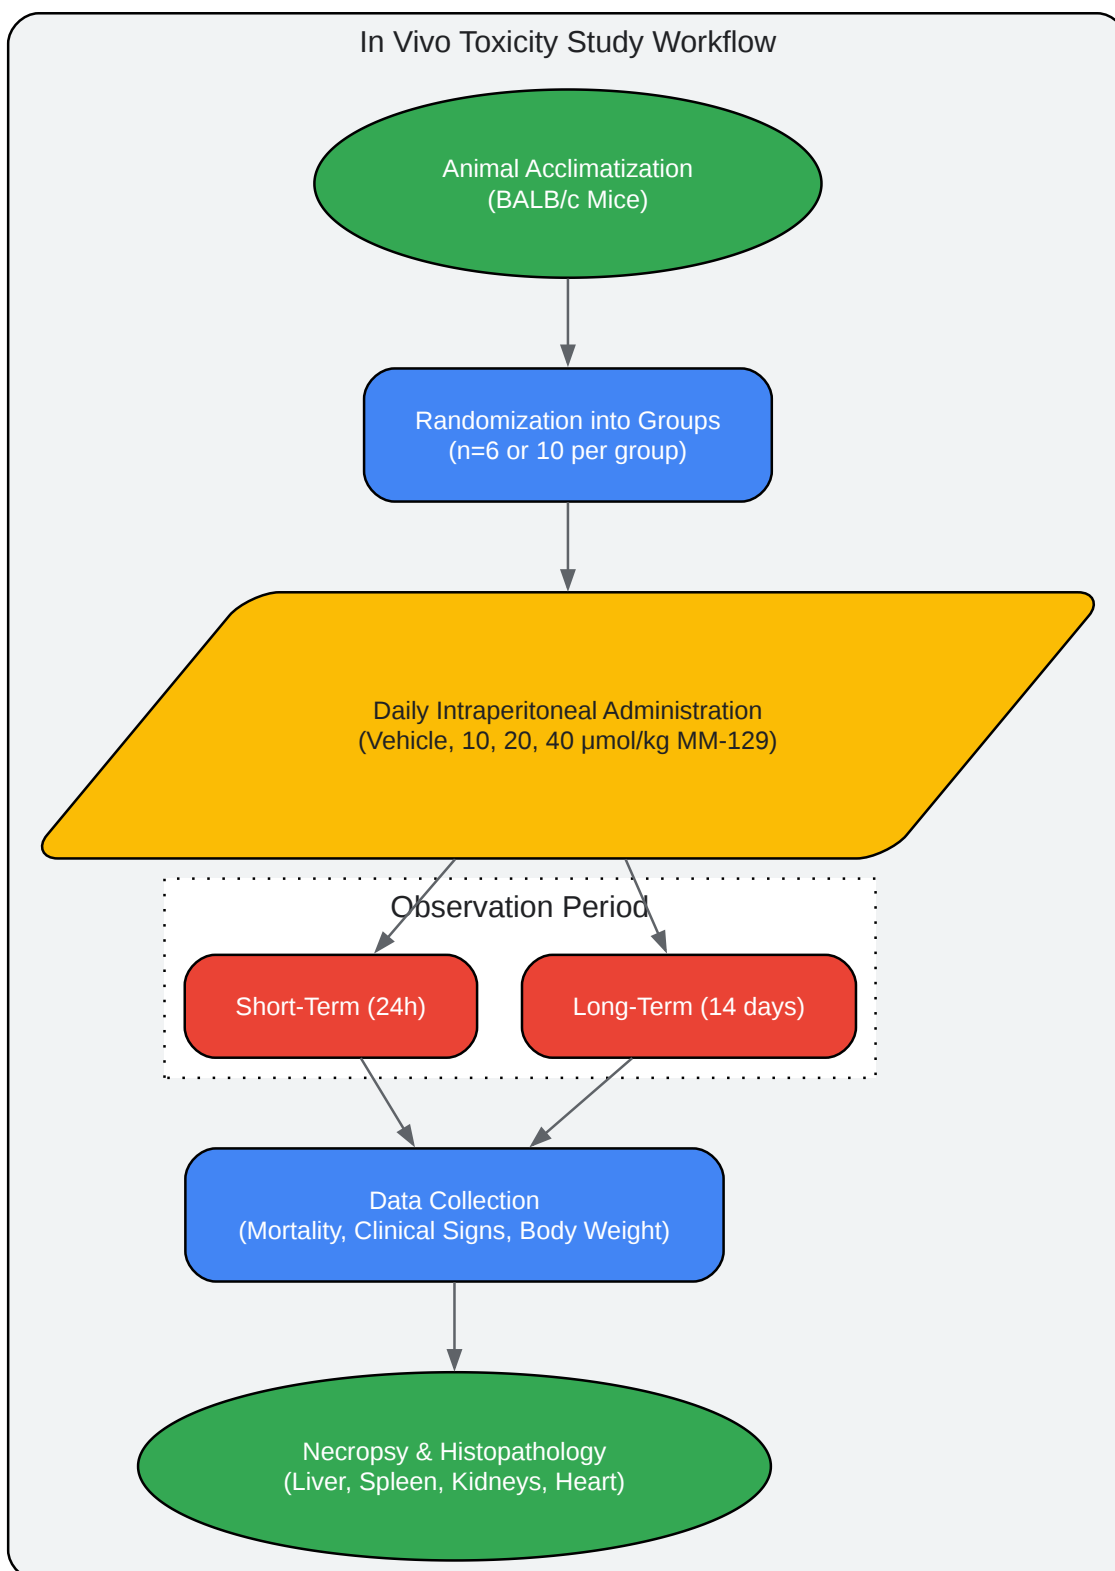 In Vivo Toxicity Study Workflow
Animal Acclimatization
(BALB/c Mice)
Randomization into Groups
(n=6 or 10 per group)
Daily Intraperitoneal Administration
(Vehicle, 10, 20, 40 µmol/kg MM-129)
Observation Period
Short-Term (24h)
Long-Term (14 days)
Data Collection
(Mortality, Clinical Signs, Body Weight)
Necropsy & Histopathology
(Liver, Spleen, Kidneys, Heart)